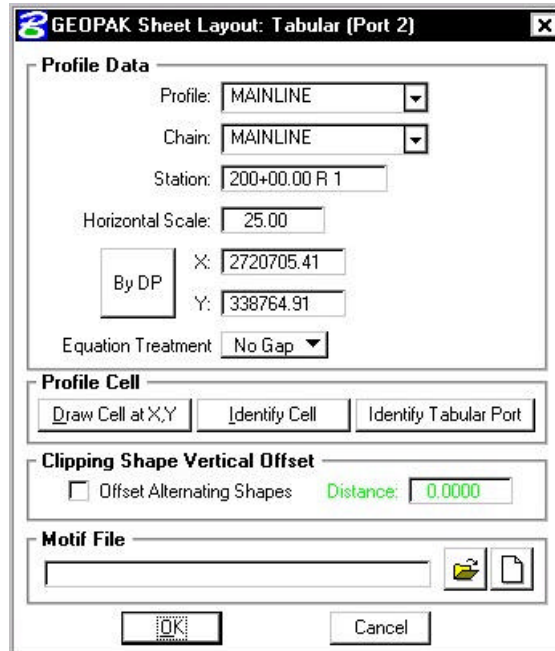 GEOPAK Sheet Layout: Tabular (Port 2)
Profile Data
Profile: MAINLINE
Chain: MAINLINE
Station: 200+00.00 R 1
Horizontal Scale: 25.00
By DP
X: 2720705.41
Y: 338764.91
Equation Treatment No Gap
Profile Cell
Draw Cell at X,Y Identify Cell Identify Tabular Port
Clipping Shape Vertical Offset
Offset Alternating Shapes Distance: 0.0000
Motif File
OK Cancel